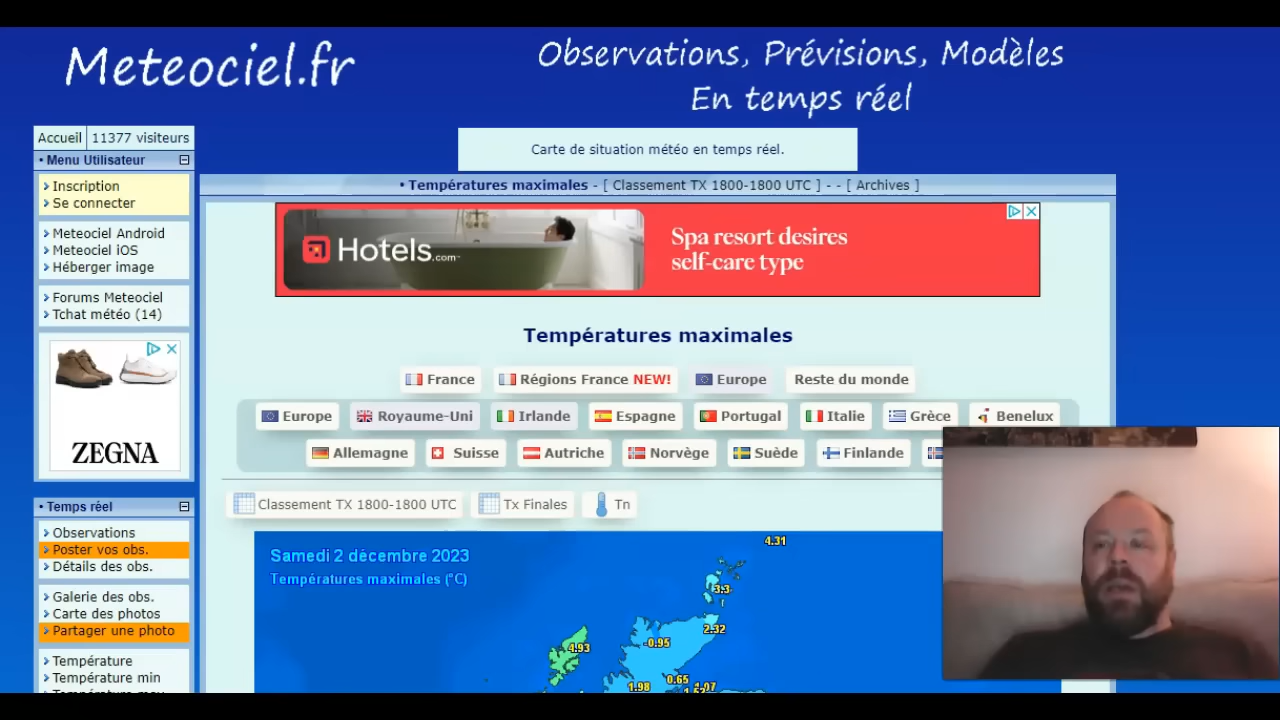 Meteociel.fr
Observations, Prévisions, Modèles
En temps réel
Accueil 11377 visiteurs
• Menu Utilisateur
Inscription
Se connecter
Meteociel Android
Meteociel iOS
Héberger image
Forums Meteociel
Tchat météo (14)
ZEGNA
• Temps réel
Observations
Poster vos obs.
Détails des obs.
Galerie des obs.
Carte des photos
Partager une photo
Température
Température min
Carte de situation météo en temps réel.
• Températures maximales - [ Classement TX 1800-1800 UTC ] - - [ Archives ]
Hotels.com
Spa resort desires
self-care type
Températures maximales
France Régions France NEW! Europe Reste du monde
Europe Royaume-Uni Irlande Espagne Portugal Italie Grèce Benelux
Allemagne Suisse Autriche Norvège Suède Finlande
Classement TX 1800-1800 UTC Tx Finales Tn
Samedi 2 décembre 2023
Températures maximales (°C)
4.31
3.3
2.32
-0.95
4.93
0.65
1.98